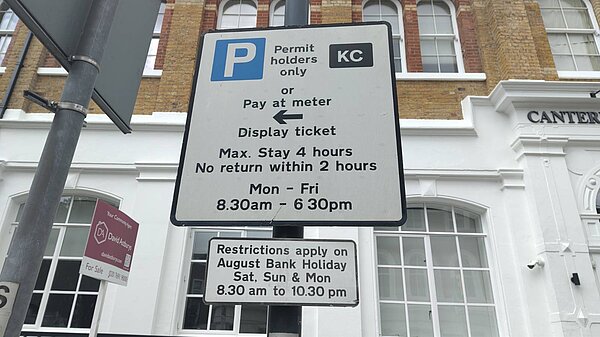 P
Permit
holders
only
KC
or
Pay at meter
Display ticket
Max. Stay 4 hours
No return within 2 hours
Mon - Fri
8.30am - 6 30pm
Restrictions apply on
August Bank Holiday
Sat, Sun & Mon
8.30 am to 10.30 pm
For Sale
CANTER
S